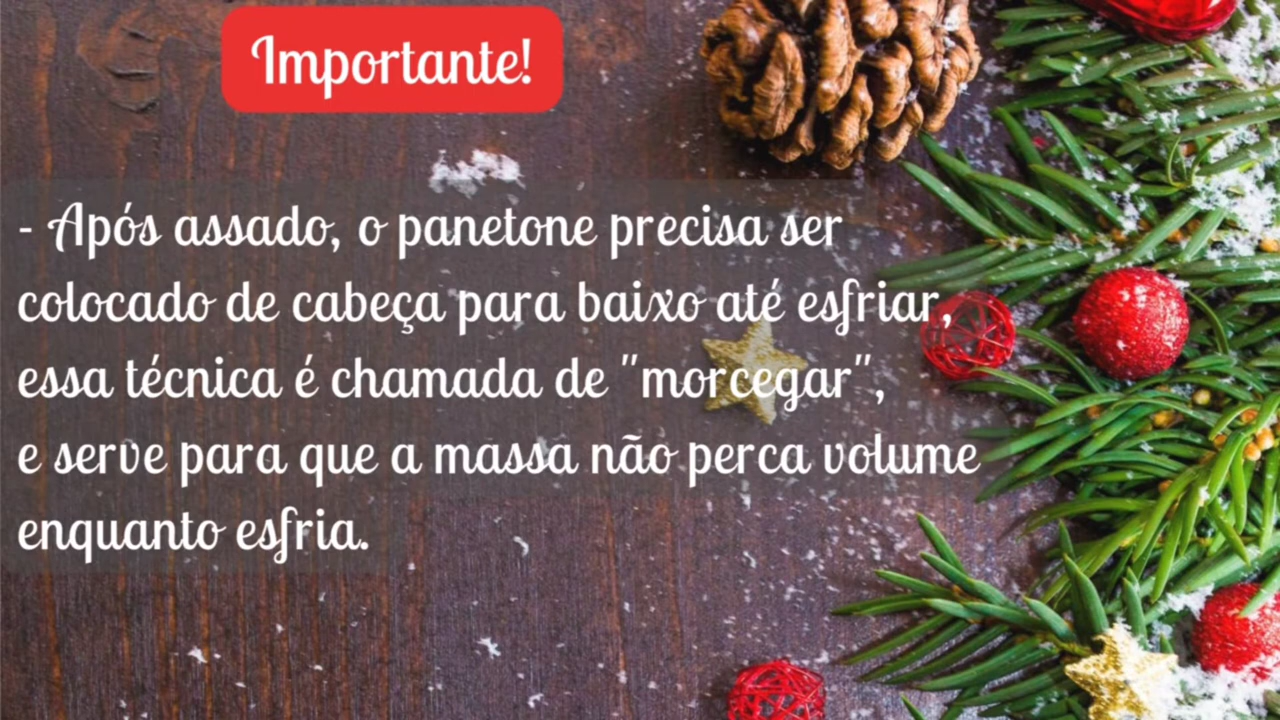 Importante!
- Após assado, o panetone precisa ser
colocado de cabeça para baixo até esfriar,
essa técnica é chamada de "morcegar",
e serve para que a massa não perca volume
enquanto esfria.